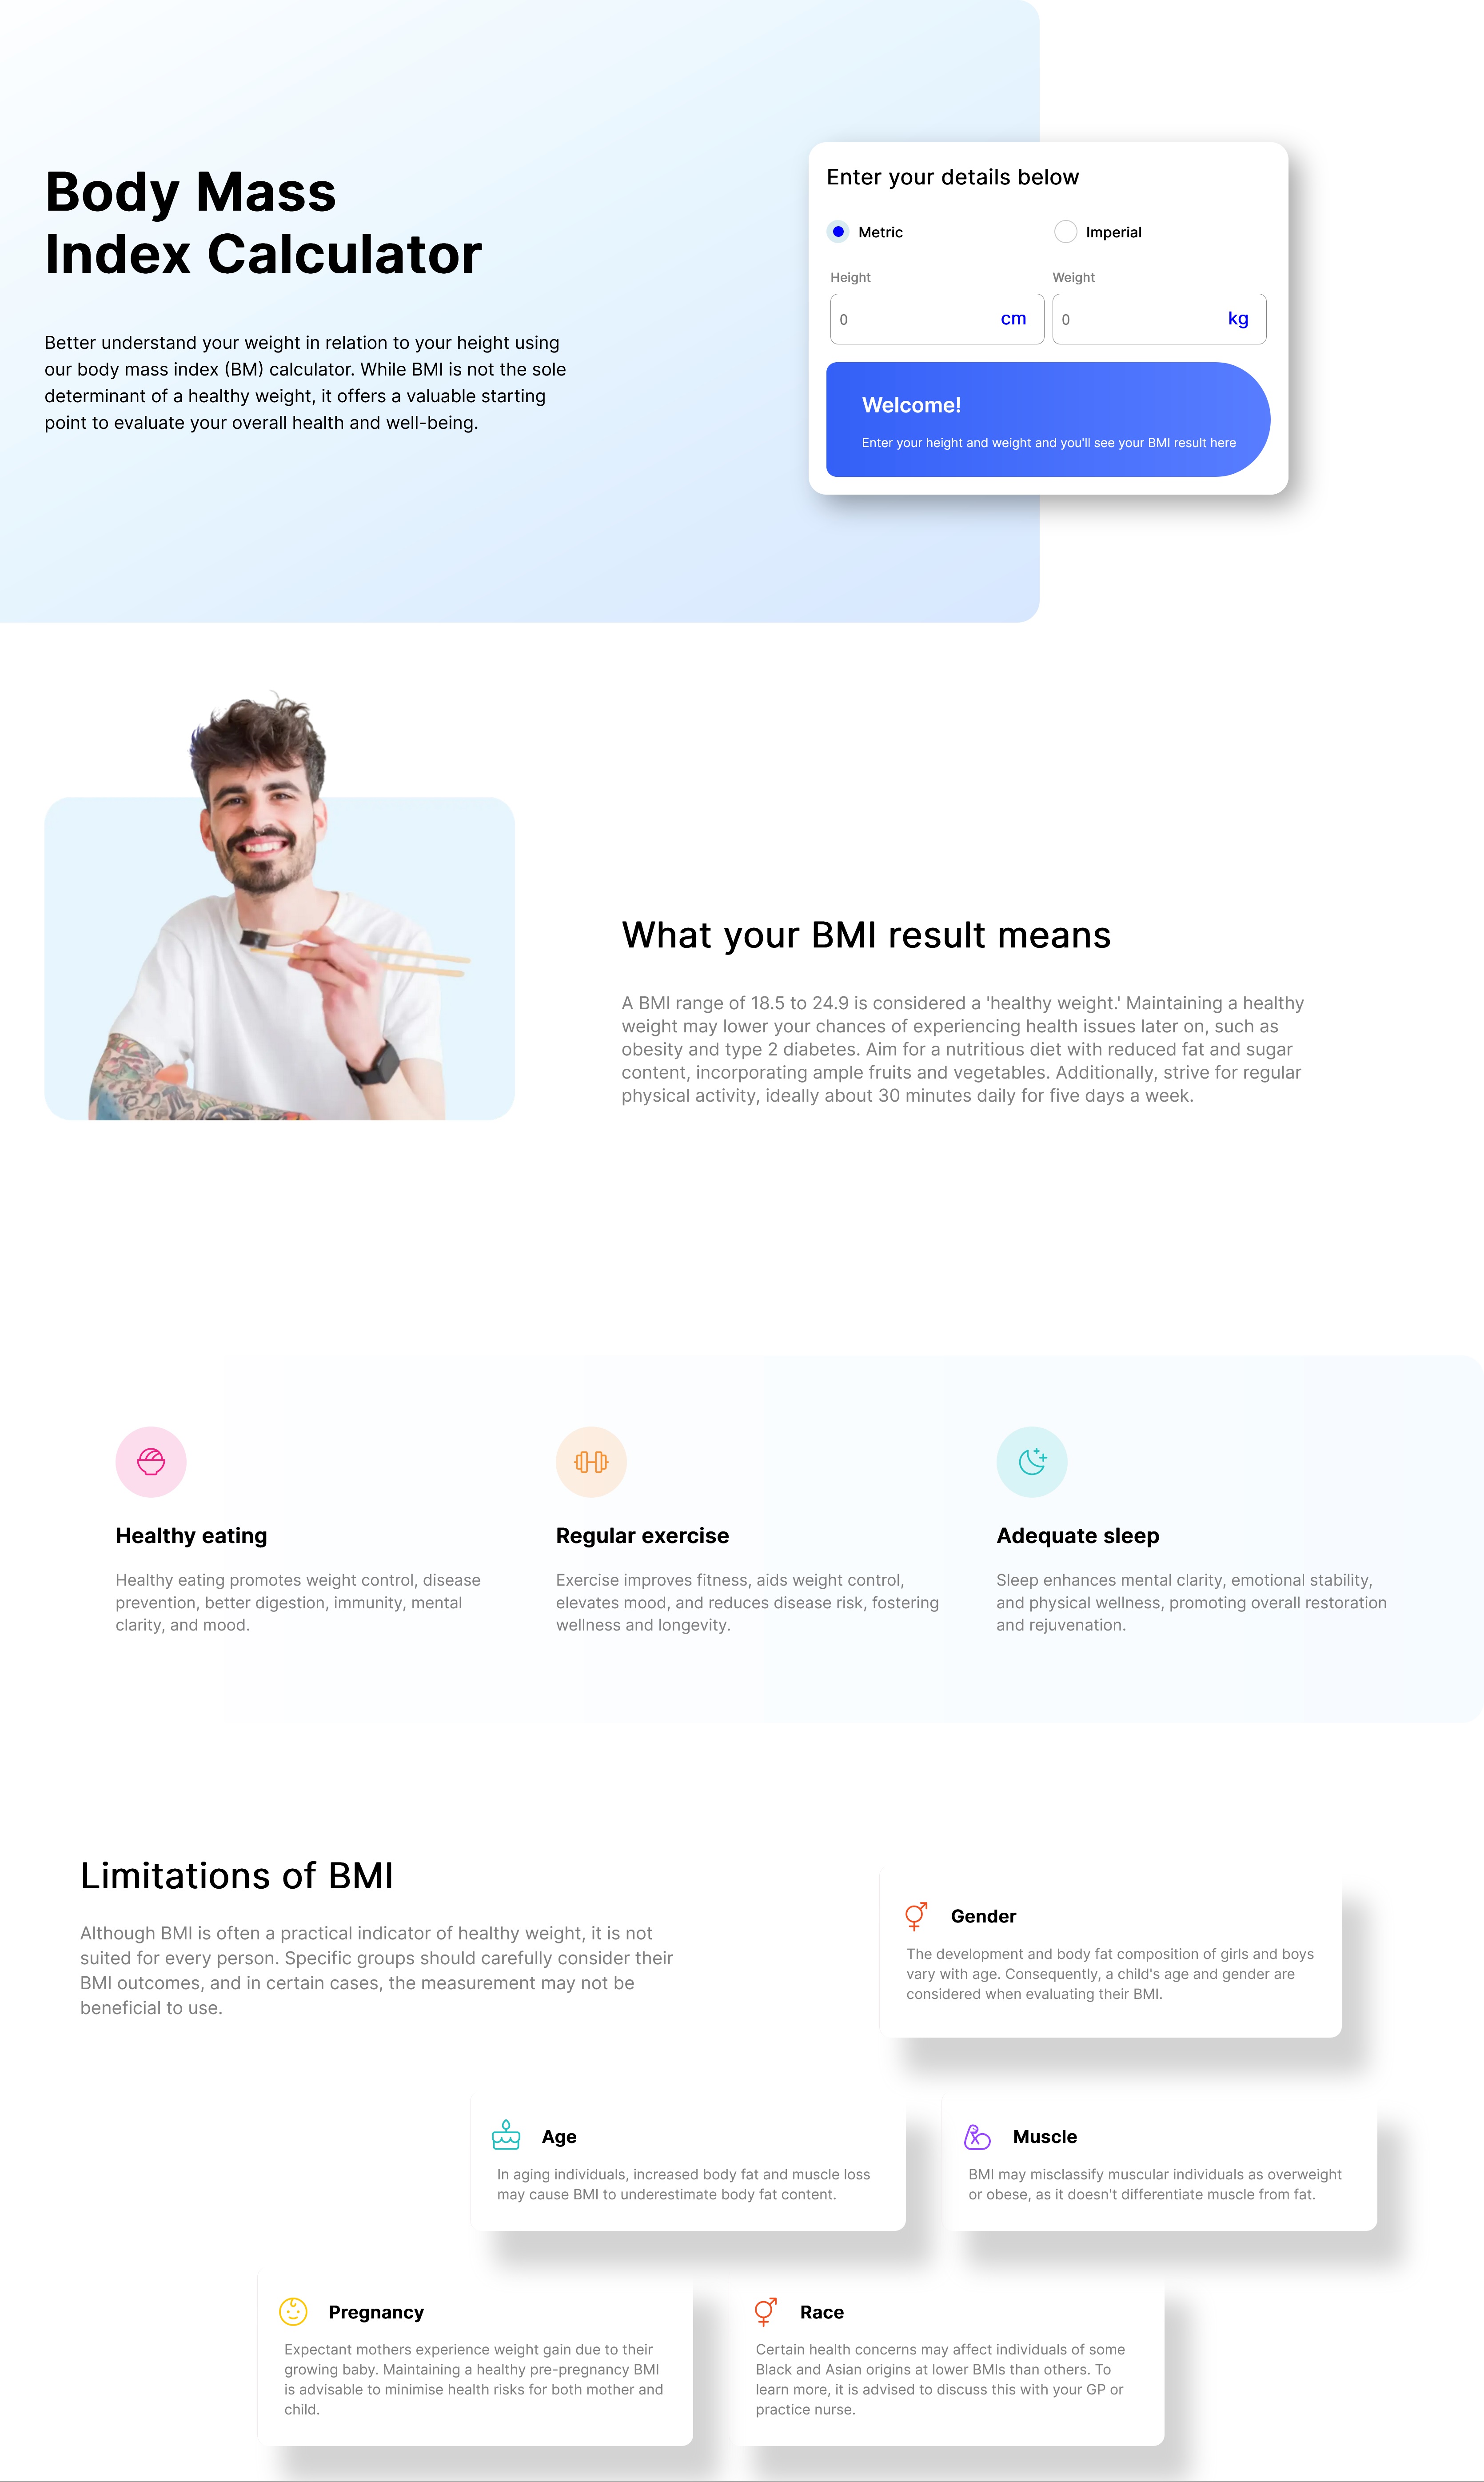 Body Mass
Index Calculator
Better understand your weight in relation to your height using
our body mass index (BM) calculator. While BMI is not the sole
determinant of a healthy weight, it offers a valuable starting
point to evaluate your overall health and well-being.
Enter your details below
Metric
Imperial
Height
Weight
0 cm
0 kg
Welcome!
Enter your height and weight and you'll see your BMI result here
What your BMI result means
A BMI range of 18.5 to 24.9 is considered a 'healthy weight.' Maintaining a healthy
weight may lower your chances of experiencing health issues later on, such as
obesity and type 2 diabetes. Aim for a nutritious diet with reduced fat and sugar
content, incorporating ample fruits and vegetables. Additionally, strive for regular
physical activity, ideally about 30 minutes daily for five days a week.
Healthy eating
Healthy eating promotes weight control, disease
prevention, better digestion, immunity, mental
clarity, and mood.
Regular exercise
Exercise improves fitness, aids weight control,
elevates mood, and reduces disease risk, fostering
wellness and longevity.
Adequate sleep
Sleep enhances mental clarity, emotional stability,
and physical wellness, promoting overall restoration
and rejuvenation.
Limitations of BMI
Although BMI is often a practical indicator of healthy weight, it is not
suited for every person. Specific groups should carefully consider their
BMI outcomes, and in certain cases, the measurement may not be
beneficial to use.
Gender
The development and body fat composition of girls and boys
vary with age. Consequently, a child's age and gender are
considered when evaluating their BMI.
Age
In aging individuals, increased body fat and muscle loss
may cause BMI to underestimate body fat content.
Muscle
BMI may misclassify muscular individuals as overweight
or obese, as it doesn't differentiate muscle from fat.
Pregnancy
Expectant mothers experience weight gain due to their
growing baby. Maintaining a healthy pre-pregnancy BMI
is advisable to minimise health risks for both mother and
child.
Race
Certain health concerns may affect individuals of some
Black and Asian origins at lower BMIs than others. To
learn more, it is advised to discuss this with your GP or
practice nurse.